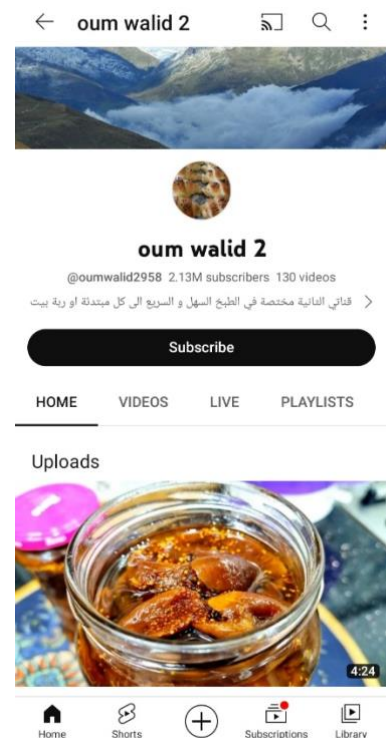 oum walid 2
oum walid 2
@oumwalid2958 2.13M subscribers 130 videos
قناتي الثانية مختصة في الطبخ السهل و السريع الى كل مبتدئة او ربة بيت
Subscribe
HOME VIDEOS LIVE PLAYLISTS
Uploads
4:24
Home Shorts Subscriptions Library